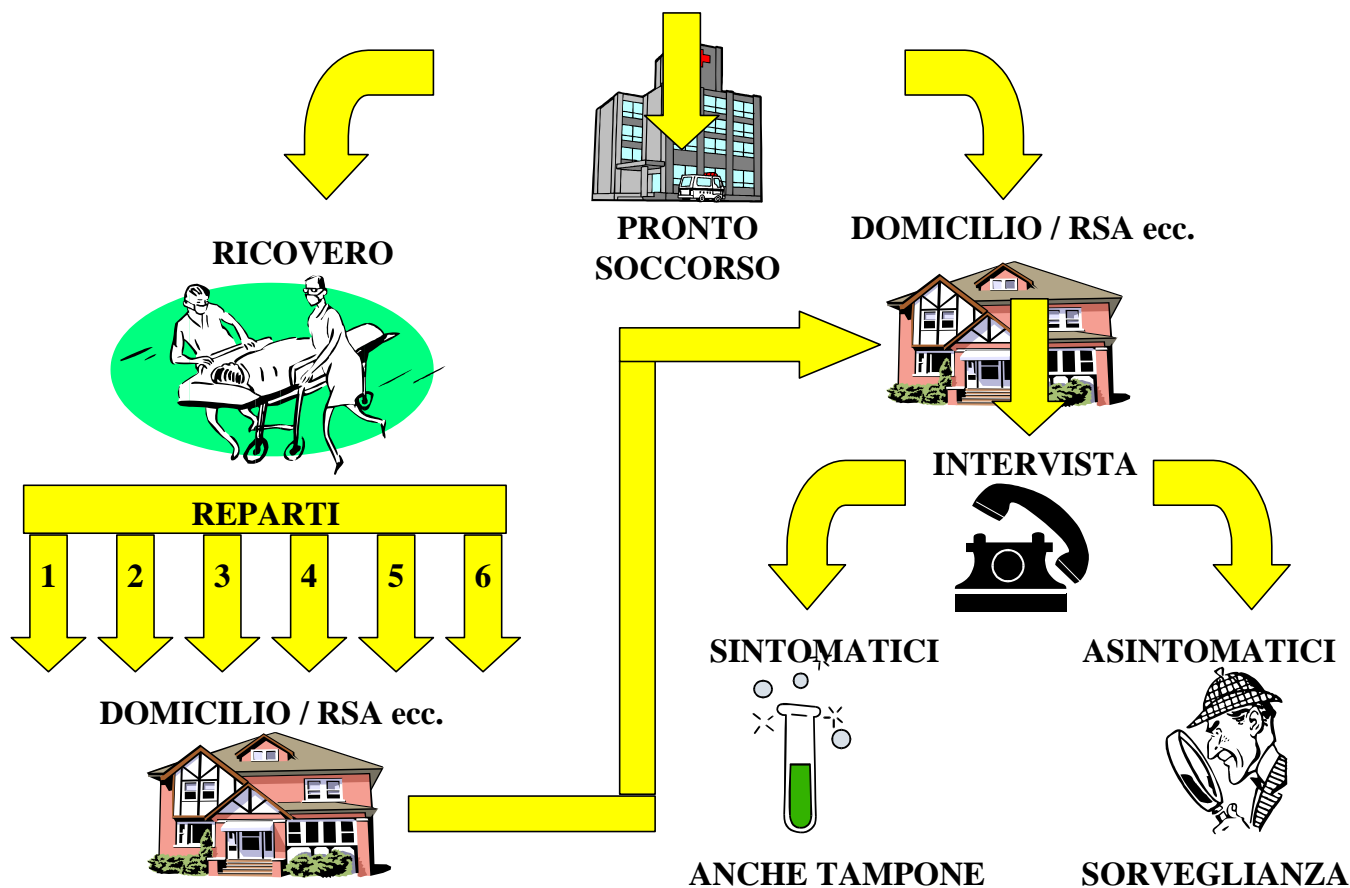 PRONTO
SOCCORSO
RICOVERO
DOMICILIO / RSA ecc.
REPARTI
1 2 3 4 5 6
DOMICILIO / RSA ecc.
INTERVISTA
SINTOMATICI
ASINTOMATICI
ANCHE TAMPONE
SORVEGLIANZA